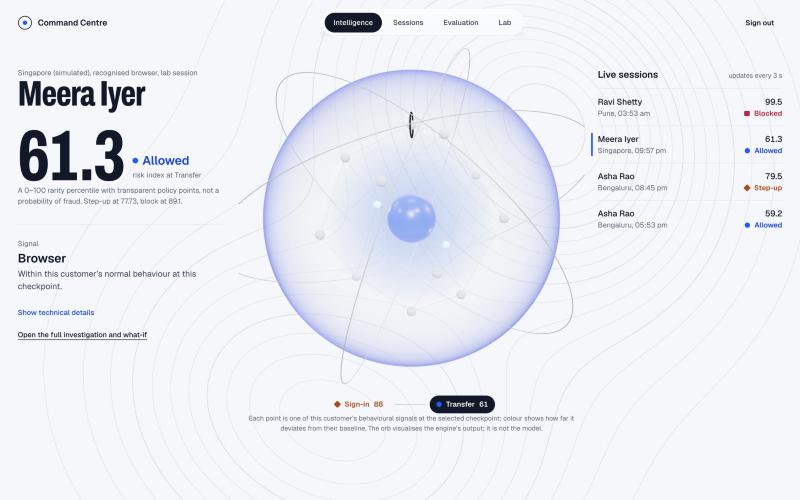 Command Centre
Intelligence
Sessions
Evaluation
Lab
Sign out
Singapore (simulated), recognised browser, lab session
Meera Iyer
61.3
Allowed
risk index at Transfer
A 0–100 rarity percentile with transparent policy points, not a
probability of fraud. Step-up at 77.73, block at 89.1.
Signal
Browser
Within this customer's normal behaviour at this
checkpoint.
Show technical details
Open the full investigation and what-if
Sign-in 88
Transfer 61
Each point is one of this customer's behavioural signals at the selected checkpoint; colour shows how far it
deviates from their baseline. The orb visualises the engine's output; it is not the model.
Live sessions
updates every 3 s
Ravi Shetty 99.5
Pune, 03:53 am Blocked
Meera Iyer 61.3
Singapore, 09:57 pm Allowed
Asha Rao 79.5
Bengaluru, 08:45 pm Step-up
Asha Rao 59.2
Bengaluru, 05:53 pm Allowed